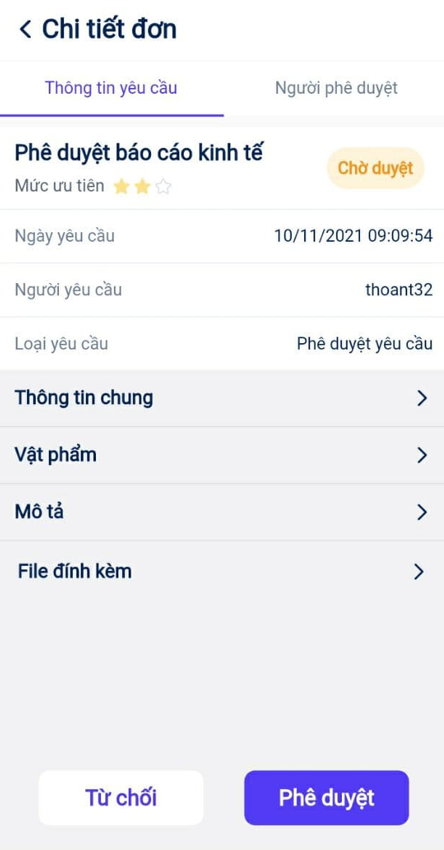 Chi tiết đơn
Thông tin yêu cầu
Người phê duyệt
Phê duyệt báo cáo kinh tế
Chờ duyệt
Mức ưu tiên
Ngày yêu cầu 10/11/2021 09:09:54
Người yêu cầu thoant32
Loại yêu cầu Phê duyệt yêu cầu
Thông tin chung
Vật phẩm
Mô tả
File đính kèm
Từ chối
Phê duyệt